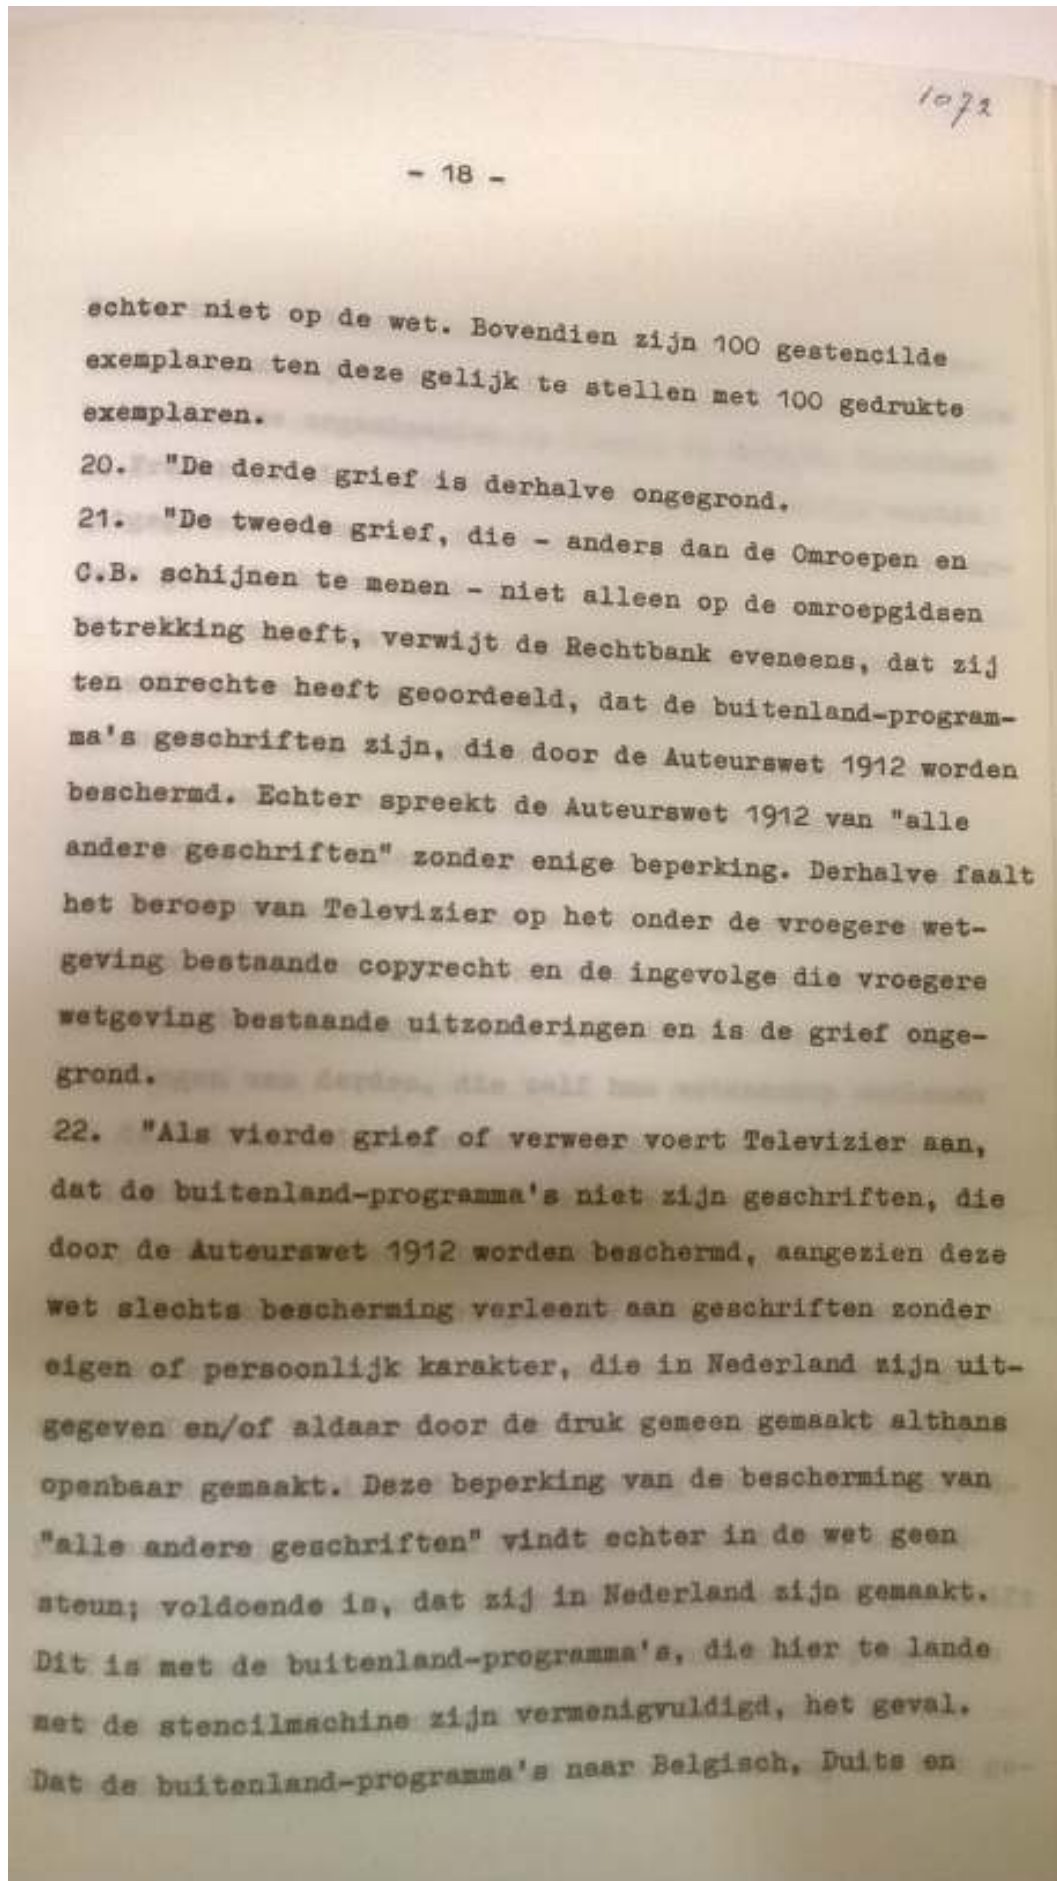 1072
- 18 -
echter niet op de wet. Bovendien zijn 100 gestencilde
exemplaren ten deze gelijk te stellen met 100 gedrukte
exemplaren.
20. "De derde grief is derhalve ongegrond.
21. "De tweede grief, die - anders dan de Omroepen en
C.B. schijnen te menen - niet alleen op de omroepgidsen
betrekking heeft, verwijt de Rechtbank eveneens, dat zij
ten onrechte heeft geoordeeld, dat de buitenland-program-
ma's geschriften zijn, die door de Auteurswet 1912 worden
beschermd. Echter spreekt de Auteurswet 1912 van "alle
andere geschriften" zonder enige beperking. Derhalve faalt
het beroep van Televizier op het onder de vroegere wet-
geving bestaande copyrecht en de ingevolge die vroegere
wetgeving bestaande uitzonderingen en is de grief onge-
grond.
22. "Als vierde grief of verweer voert Televizier aan,
dat de buitenland-programma's niet zijn geschriften, die
door de Auteurswet 1912 worden beschermd, aangezien deze
wet slechts bescherming verleent aan geschriften zonder
eigen of persoonlijk karakter, die in Nederland zijn uit-
gegeven en/of aldaar door de druk gemeen gemaakt althans
openbaar gemaakt. Deze beperking van de bescherming van
"alle andere geschriften" vindt echter in de wet geen
steun; voldoende is, dat zij in Nederland zijn gemaakt.
Dit is met de buitenland-programma's, die hier te lande
met de stencilmachine zijn vermenigvuldigd, het geval.
Dat de buitenland-programma's naar Belgisch, Duits en